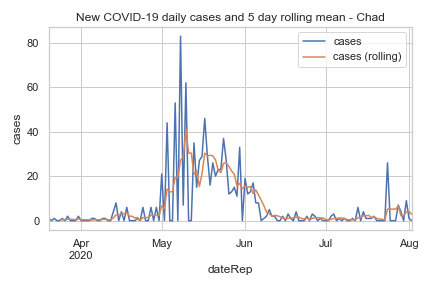 New COVID-19 daily cases and 5 day rolling mean - Chad
cases
cases (rolling)
80
60
40
20
0
cases
Apr
2020
May
Jun
Jul
Aug
dateRep